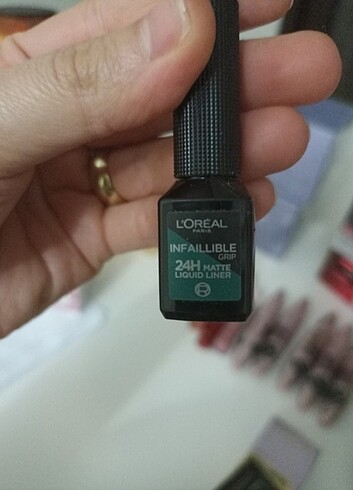 L'ORÉAL
PARIS
INFAILLIBLE
GRIP
24H MATTE
LIQUID LINER